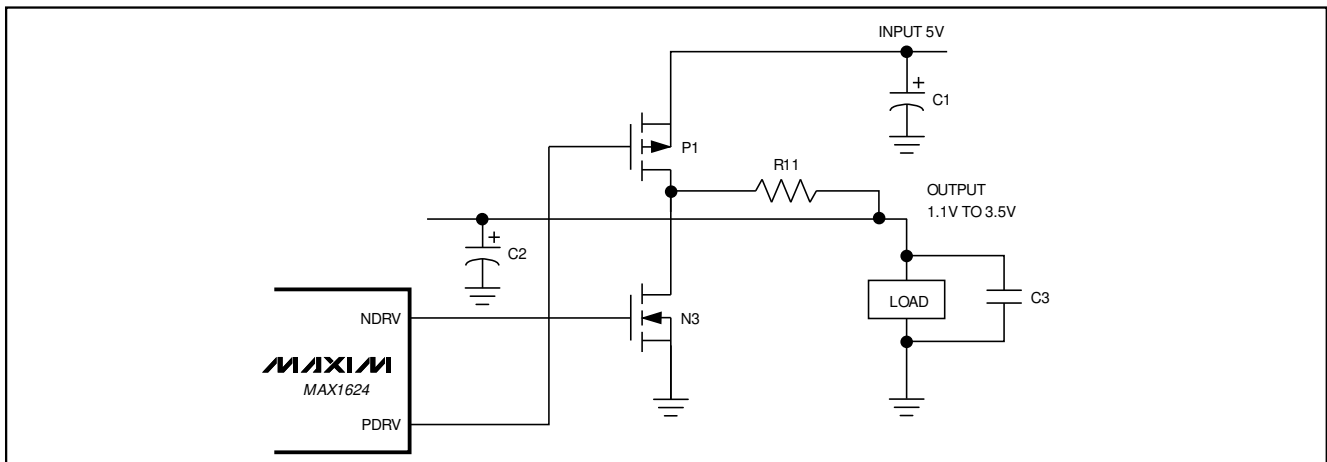 INPUT 5V
+
C1
P1
R11
OUTPUT
1.1V TO 3.5V
+
C2
NDRV
N3
LOAD
C3
MAXIM
MAX1624
PDRV